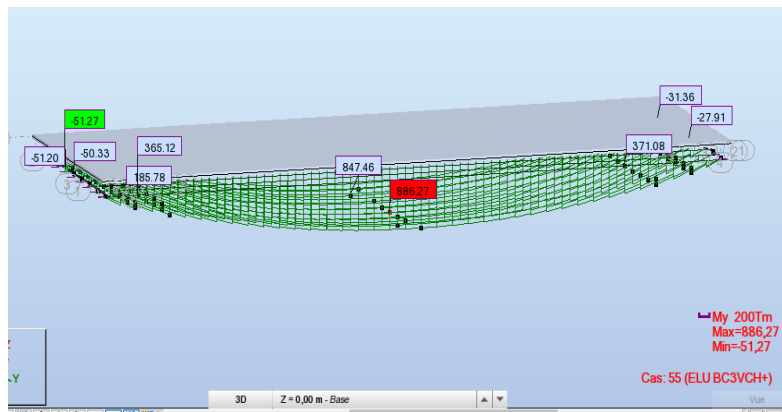 -31.36
-51.27
-27.91
-51.20
-50.33
365.12
371.08
847.46
185.78
886.27
My 200Tm
Max=886,27
Min=-51,27
Cas: 55 (ELU BC3VCH+)
Y
3D Z = 0,00 m - Base
Vue